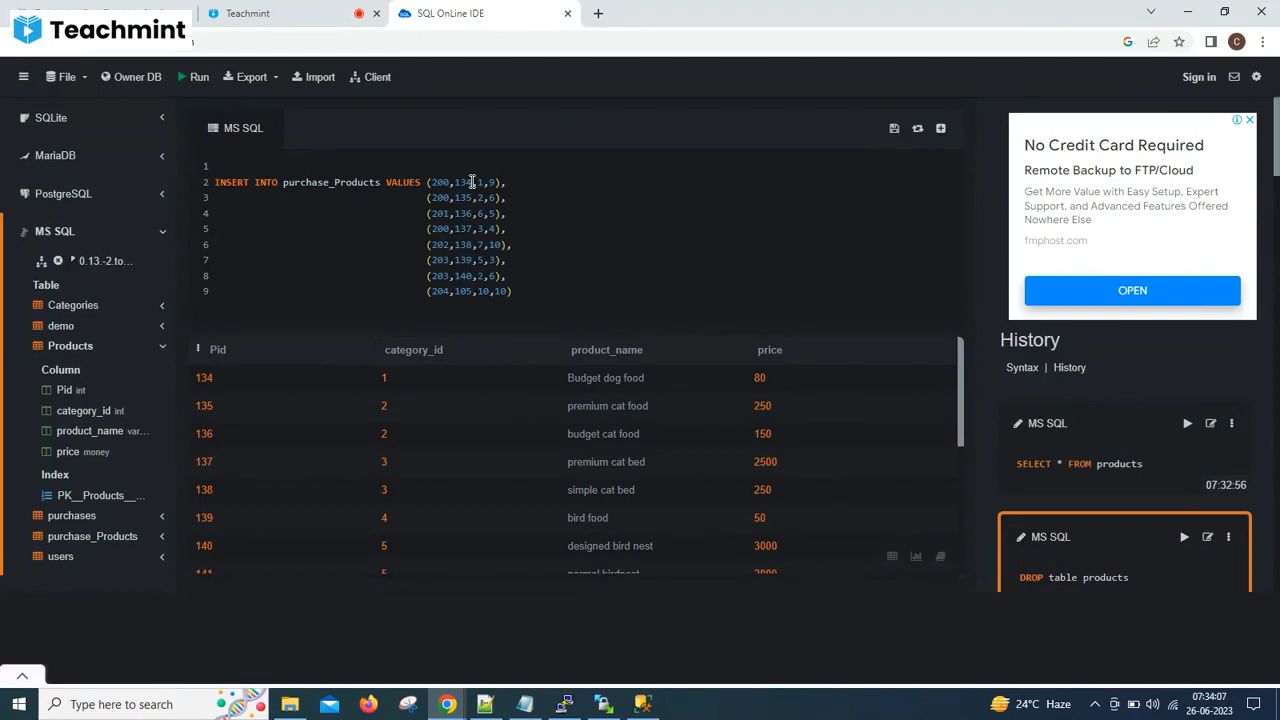 Teachmint
Teachmint
SQL OnLine IDE
C
File
Owner DB
Run
Export
Import
Client
Sign in
SQLite
MariaDB
PostgreSQL
MS SQL
0.13.-2.to...
Table
Categories
demo
Products
Column
Pid int
category_id int
product_name var...
price money
Index
PK__Products__...
purchases
purchase_Products
users
MS SQL
1
2 INSERT INTO purchase_Products VALUES (200,134,1,9),
3 (200,135,2,6),
4 (201,136,6,5),
5 (200,137,3,4),
6 (202,138,7,10),
7 (203,139,5,3),
8 (203,140,2,6),
9 (204,105,10,10)
Pid category_id product_name price
134 1 Budget dog food 80
135 2 premium cat food 250
136 2 budget cat food 150
137 3 premium cat bed 2500
138 3 simple cat bed 250
139 4 bird food 50
140 5 designed bird nest 3000
No Credit Card Required
Remote Backup to FTP/Cloud
Get More Value with Easy Setup, Expert
Support, and Advanced Features Offered
Nowhere Else
fmphost.com
OPEN
History
Syntax | History
MS SQL
SELECT * FROM products
07:32:56
MS SQL
DROP table products
Type here to search
24°C Haze
07:34:07
26-06-2023